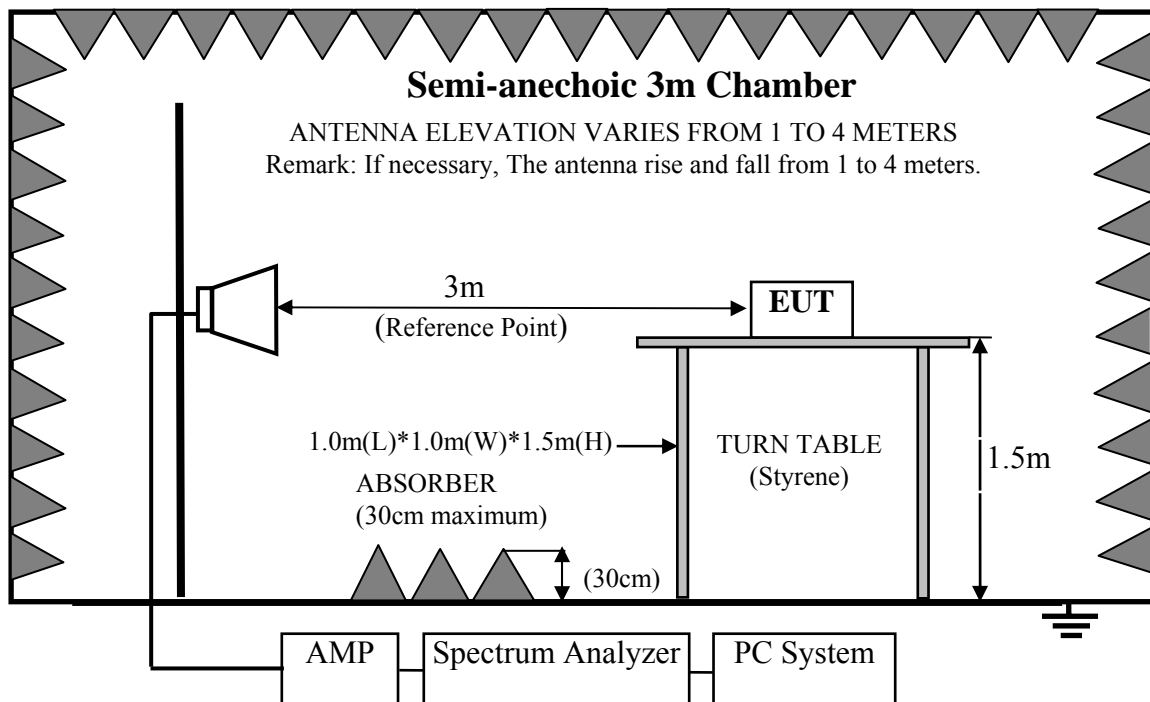 Semi-anechoic 3m Chamber
ANTENNA ELEVATION VARIES FROM 1 TO 4 METERS
Remark: If necessary, The antenna rise and fall from 1 to 4 meters.
3m
(Reference Point)
EUT
1.0m(L)*1.0m(W)*1.5m(H)
TURN TABLE
(Styrene)
1.5m
ABSORBER
(30cm maximum)
(30cm)
AMP
Spectrum Analyzer
PC System